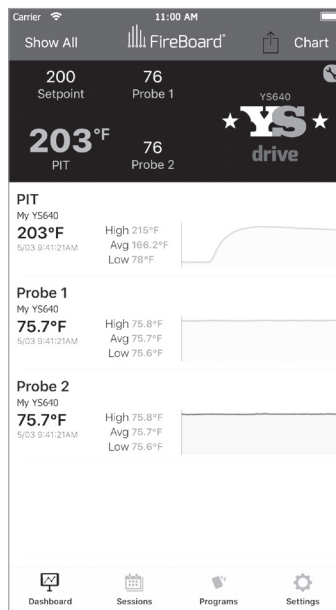 Carrier 11:00 AM
Show All FireBoard® Chart
200 76
Setpoint Probe 1
YS640
203°F YS
PIT drive
76
Probe 2
PIT
My YS640
203°F
5/03 9:41:21AM
High 215°F
Avg 166.2°F
Low 78°F
Probe 1
My YS640
75.7°F
5/03 9:41:21AM
High 75.8°F
Avg 75.7°F
Low 75.6°F
Probe 2
My YS640
75.7°F
5/03 9:41:21AM
High 75.8°F
Avg 75.7°F
Low 75.6°F
Dashboard Sessions Programs Settings